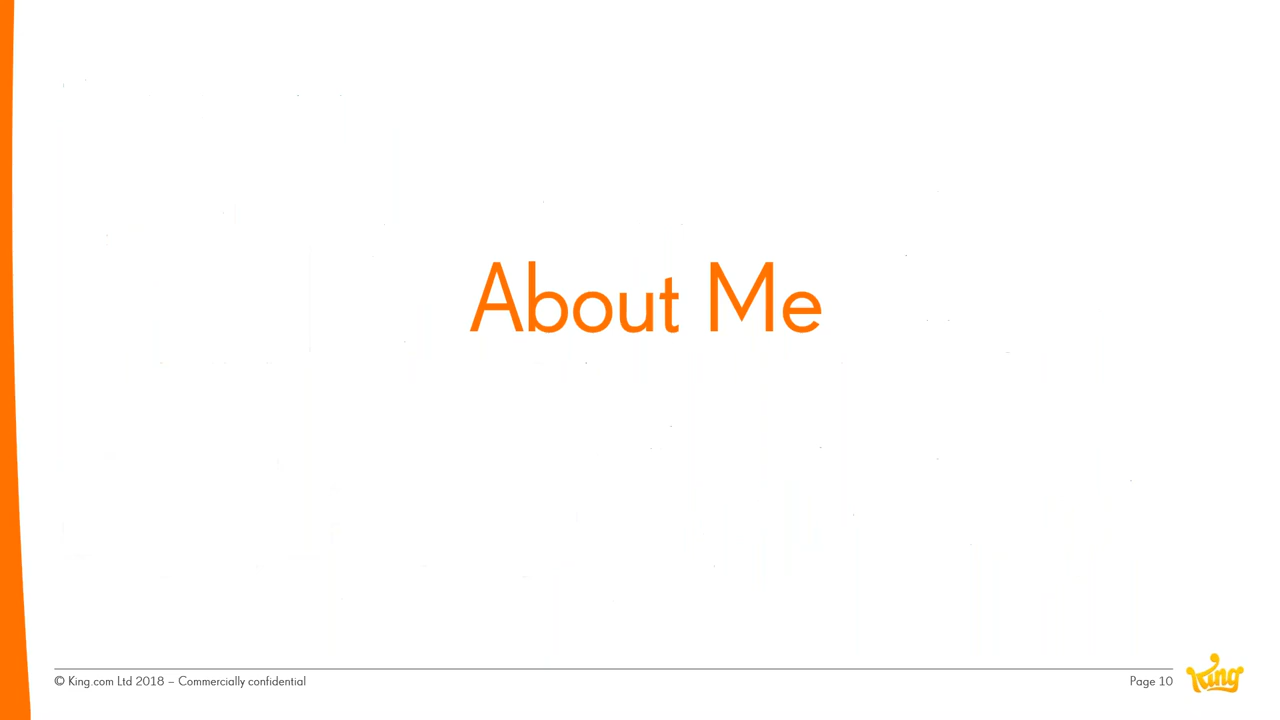 About Me
© King.com Ltd 2018 – Commercially confidential
Page 10
King